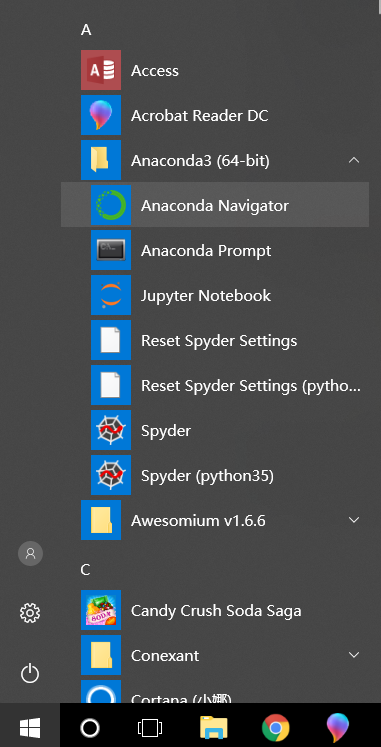 A
Access
Acrobat Reader DC
Anaconda3 (64-bit)
Anaconda Navigator
Anaconda Prompt
Jupyter Notebook
Reset Spyder Settings
Reset Spyder Settings (pytho...
Spyder
Spyder (python35)
Awesomium v1.6.6
C
Candy Crush Soda Saga
Conexant
Cortana (小娜)